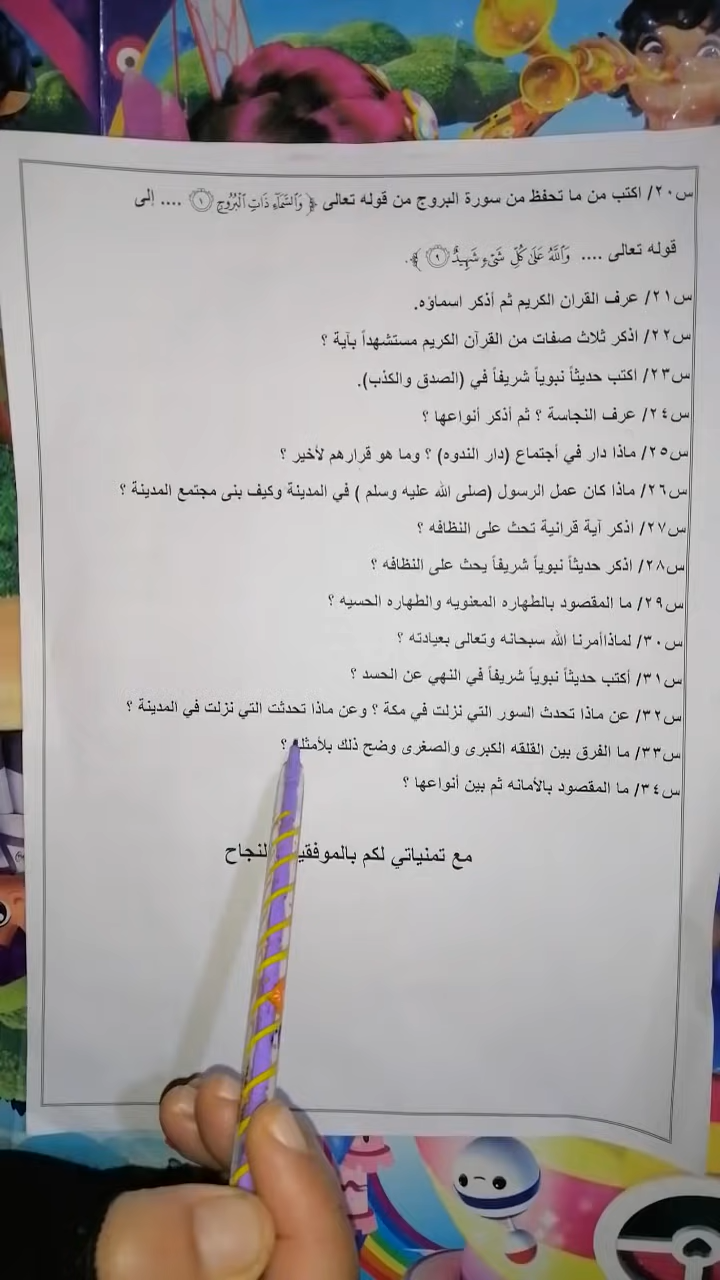 س٢٠/ اكتب من ما تحفظ من سورة البروج من قوله تعالى ﴿ وَالسَّمَاءِ ذَاتِ الْبُرُوجِ ١ .... إلى
قوله تعالى .... وَاللَّهُ عَلَىٰ كُلِّ شَيْءٍ شَهِيدٌ ٩ ﴾.
س٢١/ عرف القران الكريم ثم أذكر اسماؤه.
س٢٢/ اذكر ثلاث صفات من القرآن الكريم مستشهداً بآية ؟
س٢٣/ اكتب حديثاً نبوياً شريفاً في (الصدق والكذب).
س٢٤/ عرف النجاسة ؟ ثم أذكر أنواعها ؟
س٢٥/ ماذا دار في أجتماع (دار الندوه) ؟ وما هو قرارهم لأخير ؟
س٢٦/ ماذا كان عمل الرسول (صلى الله عليه وسلم ) في المدينة وكيف بنى مجتمع المدينة ؟
س٢٧/ اذكر آية قرانية تحث على النظافه ؟
س٢٨/ اذكر حديثاً نبوياً شريفاً يحث على النظافه ؟
س٢٩/ ما المقصود بالطهاره المعنويه والطهاره الحسيه ؟
س٣٠/ لماذاأمرنا الله سبحانه وتعالى بعيادته ؟
س٣١/ أكتب حديثاً نبوياً شريفاً في النهي عن الحسد ؟
س٣٢/ عن ماذا تحدث السور التي نزلت في مكة ؟ وعن ماذا تحدثت التي نزلت في المدينة ؟
س٣٣/ ما الفرق بين القلقه الكبرى والصغرى وضح ذلك بلأمثله ؟
س٣٤/ ما المقصود بالأمانه ثم بين أنواعها ؟
مع تمنياتي لكم بالموفقي لنجاح